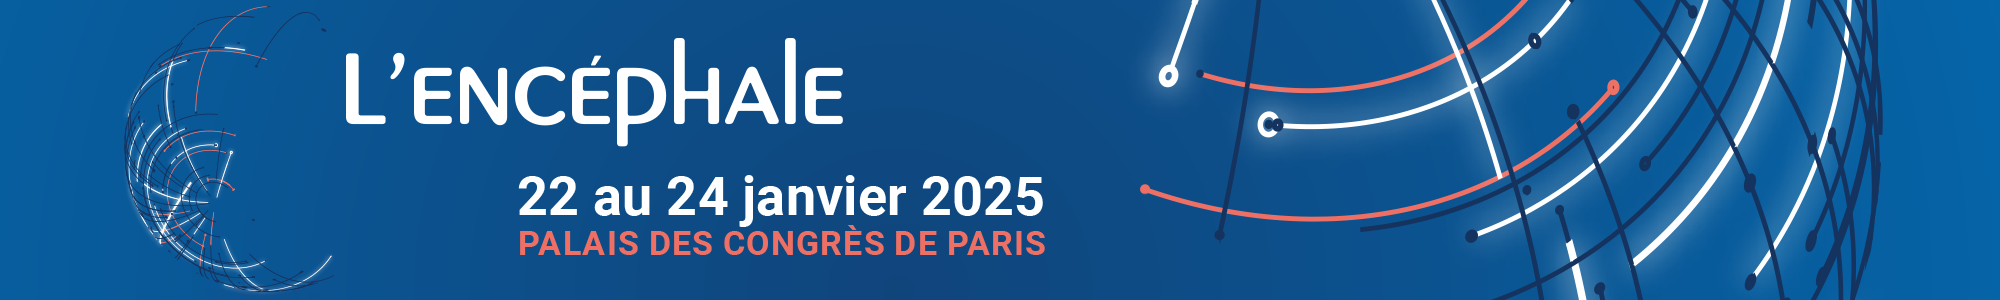 L'ENCÉPHALE
22 au 24 janvier 2025
PALAIS DES CONGRÈS DE PARIS